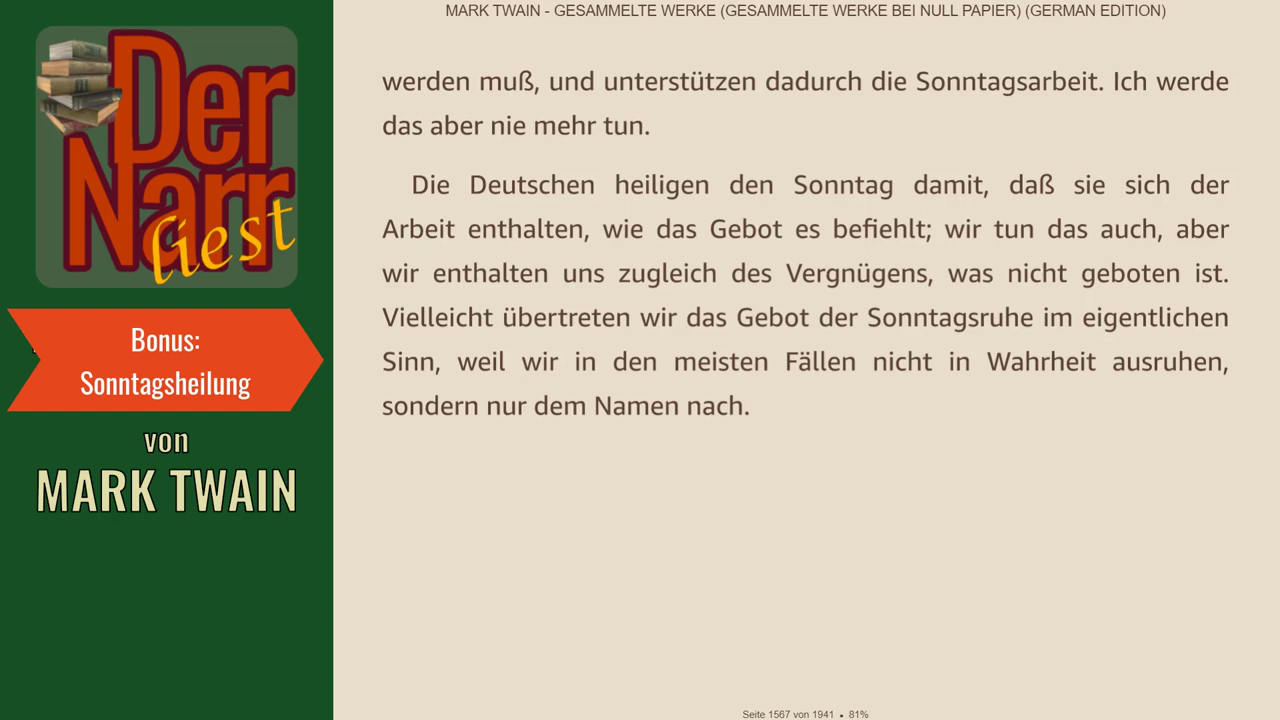 Der
Narr
liest
Bonus:
Sonntagsheilung
von
MARK TWAIN
MARK TWAIN - GESAMMELTE WERKE (GESAMMELTE WERKE BEI NULL PAPIER) (GERMAN EDITION)
werden muß, und unterstützen dadurch die Sonntagsarbeit. Ich werde
das aber nie mehr tun.
Die Deutschen heiligen den Sonntag damit, daß sie sich der
Arbeit enthalten, wie das Gebot es befiehlt; wir tun das auch, aber
wir enthalten uns zugleich des Vergnügens, was nicht geboten ist.
Vielleicht übertreten wir das Gebot der Sonntagsruhe im eigentlichen
Sinn, weil wir in den meisten Fällen nicht in Wahrheit ausruhen,
sondern nur dem Namen nach.
Seite 1567 von 1941 • 81%